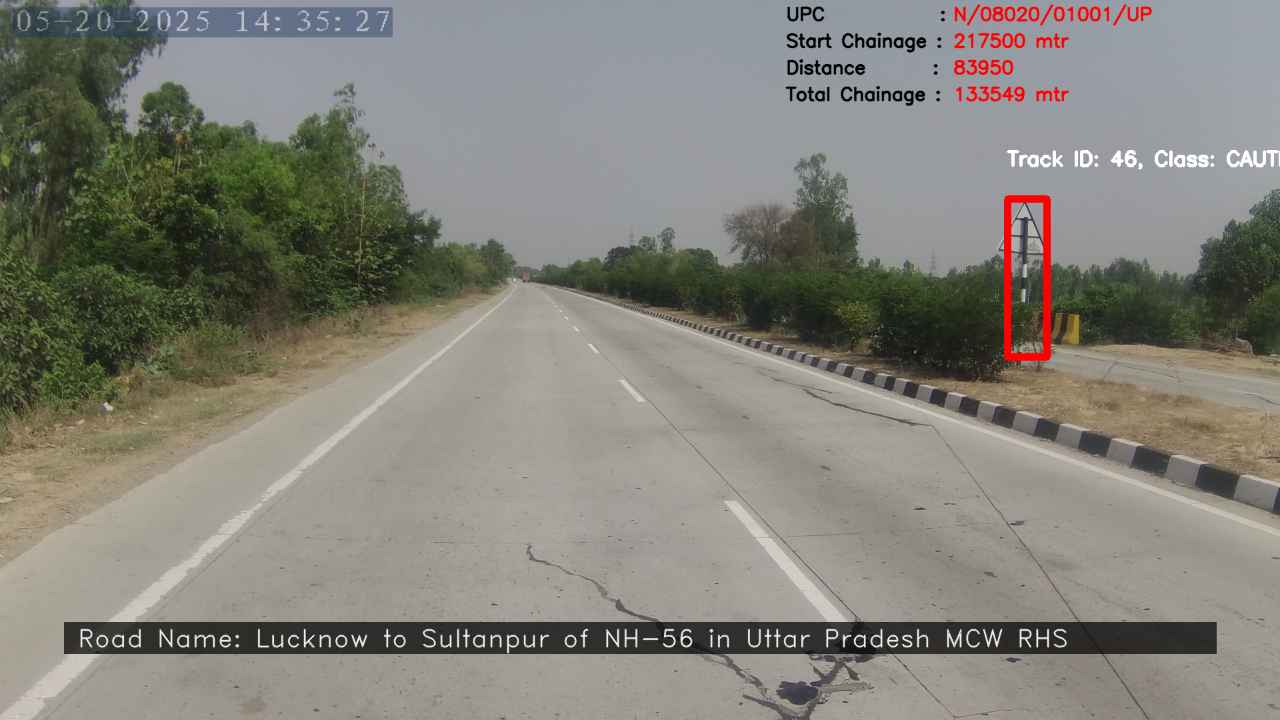 05-20-2025 14:35:27
UPC : N/08020/01001/UP
Start Chainage : 217500 mtr
Distance : 83950
Total Chainage : 133549 mtr
Track ID: 46, Class: CAUT
Road Name: Lucknow to Sultanpur of NH-56 in Uttar Pradesh MCW RHS